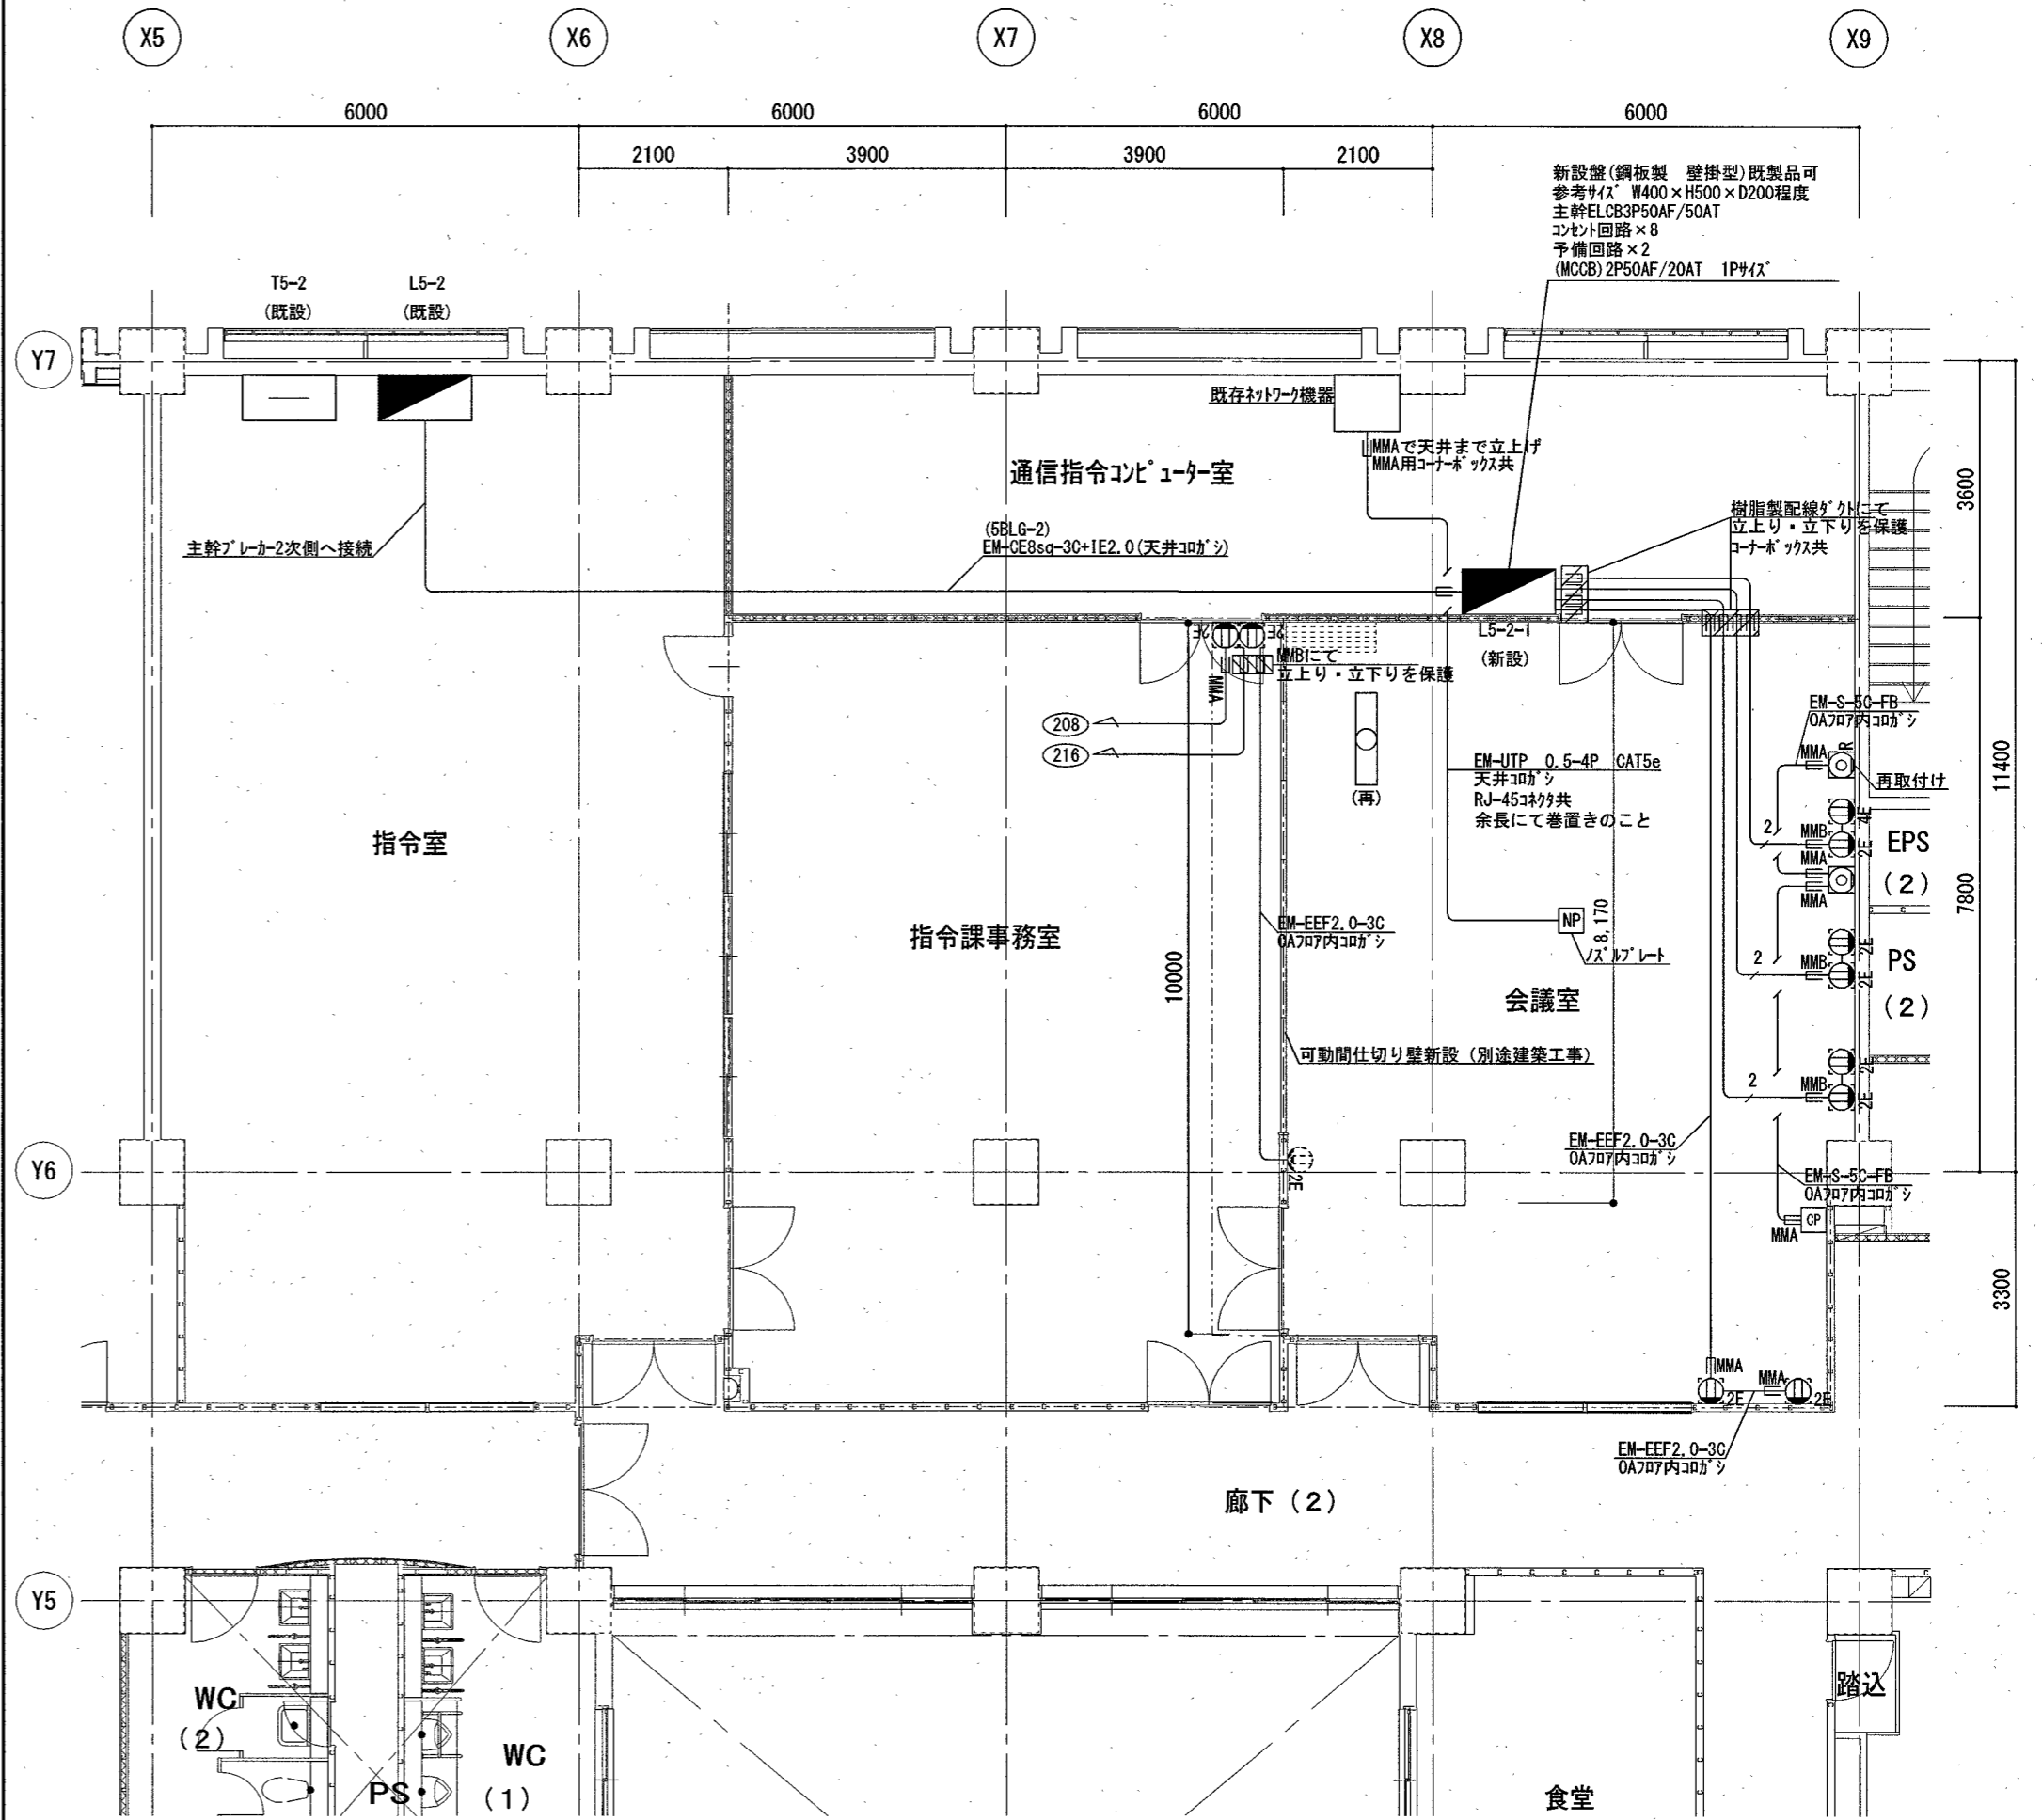 X5
X6
X7
X8
X9
6000
6000
6000
6000
2100
3900
3900
2100
新設盤(鋼板製 壁掛型)既製品可
参考サイズ W400×H500×D200程度
主幹ELCB3P50AF/50AT
コンセント回路×8
予備回路×2
(MCCB)2P50AF/20AT 1Pサイズ
T5-2
(既設)
L5-2
(既設)
Y7
既存ネットワーク機器
MMAで天井まで立上げ
MMA用コーナーボックス共
通信指令コンピューター室
3600
樹脂製配線ダクトにて
立上り・立下りを保護
コーナーボックス共
主幹ブレーカー2次側へ接続
(5BLG-2)
EM-CE8sq-3C+IE2.0(天井コロガシ)
L5-2-1
(新設)
2E
2E
MMBにて
立上り・立下りを保護
MMA
208
216
EM-S-5C-FB
OAフロア内コロガシ
MMA
R
再取付け
11400
EM-UTP 0.5-4P CAT5e
天井コロガシ
RJ-45コネクタ共
余長にて巻置きのこと
(再)
指令室
4E
2
MMB
2E
EPS
(2)
MMA
MMA
7800
指令課事務室
EM-EEF2.0-3C
OAフロア内コロガシ
NP
ノズルプレート
8,170
10000
2E
2
MMB
2E
PS
(2)
会議室
可動間仕切り壁新設(別途建築工事)
2E
2
MMB
2E
EM-EEF2.0-3C
OAフロア内コロガシ
Y6
2E
EM-S-5C-FB
OAフロア内コロガシ
CP
MMA
3300
MMA
MMA
2E
2E
EM-EEF2.0-3C
OAフロア内コロガシ
廊下(2)
Y5
WC
(2)
PS
WC
(1)
踏込
食堂